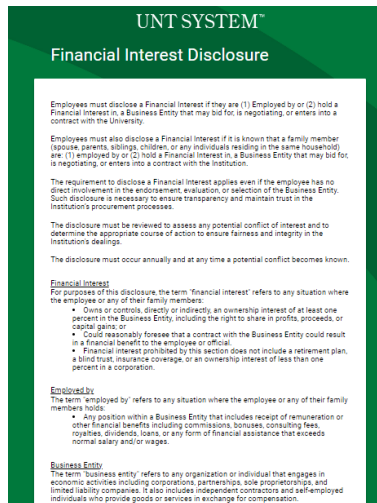 UNT SYSTEM™
Financial Interest Disclosure
Employees must disclose a Financial Interest if they are (1) Employed by or (2) hold a
Financial Interest in, a Business Entity that may bid for, is negotiating, or enters into a
contract with the University.
Employees must also disclose a Financial Interest if it is known that a family member
(spouse, parents, siblings, children, or any individuals residing in the same household)
are: (1) employed by or (2) hold a Financial Interest in, a Business Entity that may bid for,
is negotiating, or enters into a contract with the Institution.
The requirement to disclose a Financial Interest applies even if the employee has no
direct involvement in the endorsement, evaluation, or selection of the Business Entity.
Such disclosure is necessary to ensure transparency and maintain trust in the
Institution's procurement processes.
The disclosure must be reviewed to assess any potential conflict of interest and to
determine the appropriate course of action to ensure fairness and integrity in the
Institution's dealings.
The disclosure must occur annually and at any time a potential conflict becomes known.
Financial Interest
For purposes of this disclosure, the term "financial interest" refers to any situation where
the employee or any of their family members:
• Owns or controls, directly or indirectly, an ownership interest of at least one
percent in the Business Entity, including the right to share in profits, proceeds, or
capital gains; or
• Could reasonably foresee that a contract with the Business Entity could result
in a financial benefit to the employee or official.
• Financial interest prohibited by this section does not include a retirement plan,
a blind trust, insurance coverage, or an ownership interest of less than one
percent in a corporation.
Employed by
The term "employed by" refers to any situation where the employee or any of their family
members holds:
• Any position within a Business Entity that includes receipt of remuneration or
other financial benefits including commissions, bonuses, consulting fees,
royalties, dividends, loans, or any form of financial assistance that exceeds
normal salary and/or wages.
Business Entity
The term "business entity" refers to any organization or individual that engages in
economic activities including corporations, partnerships, sole proprietorships, and
limited liability companies. It also includes independent contractors and self-employed
individuals who provide goods or services in exchange for compensation.